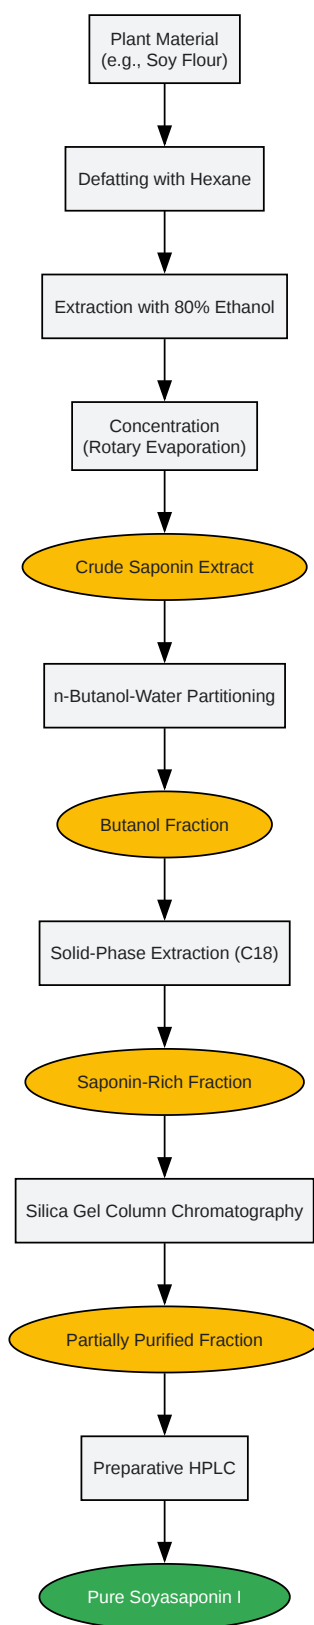 Plant Material
(e.g., Soy Flour)
Defatting with Hexane
Extraction with 80% Ethanol
Concentration
(Rotary Evaporation)
Crude Saponin Extract
n-Butanol-Water Partitioning
Butanol Fraction
Solid-Phase Extraction (C18)
Saponin-Rich Fraction
Silica Gel Column Chromatography
Partially Purified Fraction
Preparative HPLC
Pure Soyasaponin I